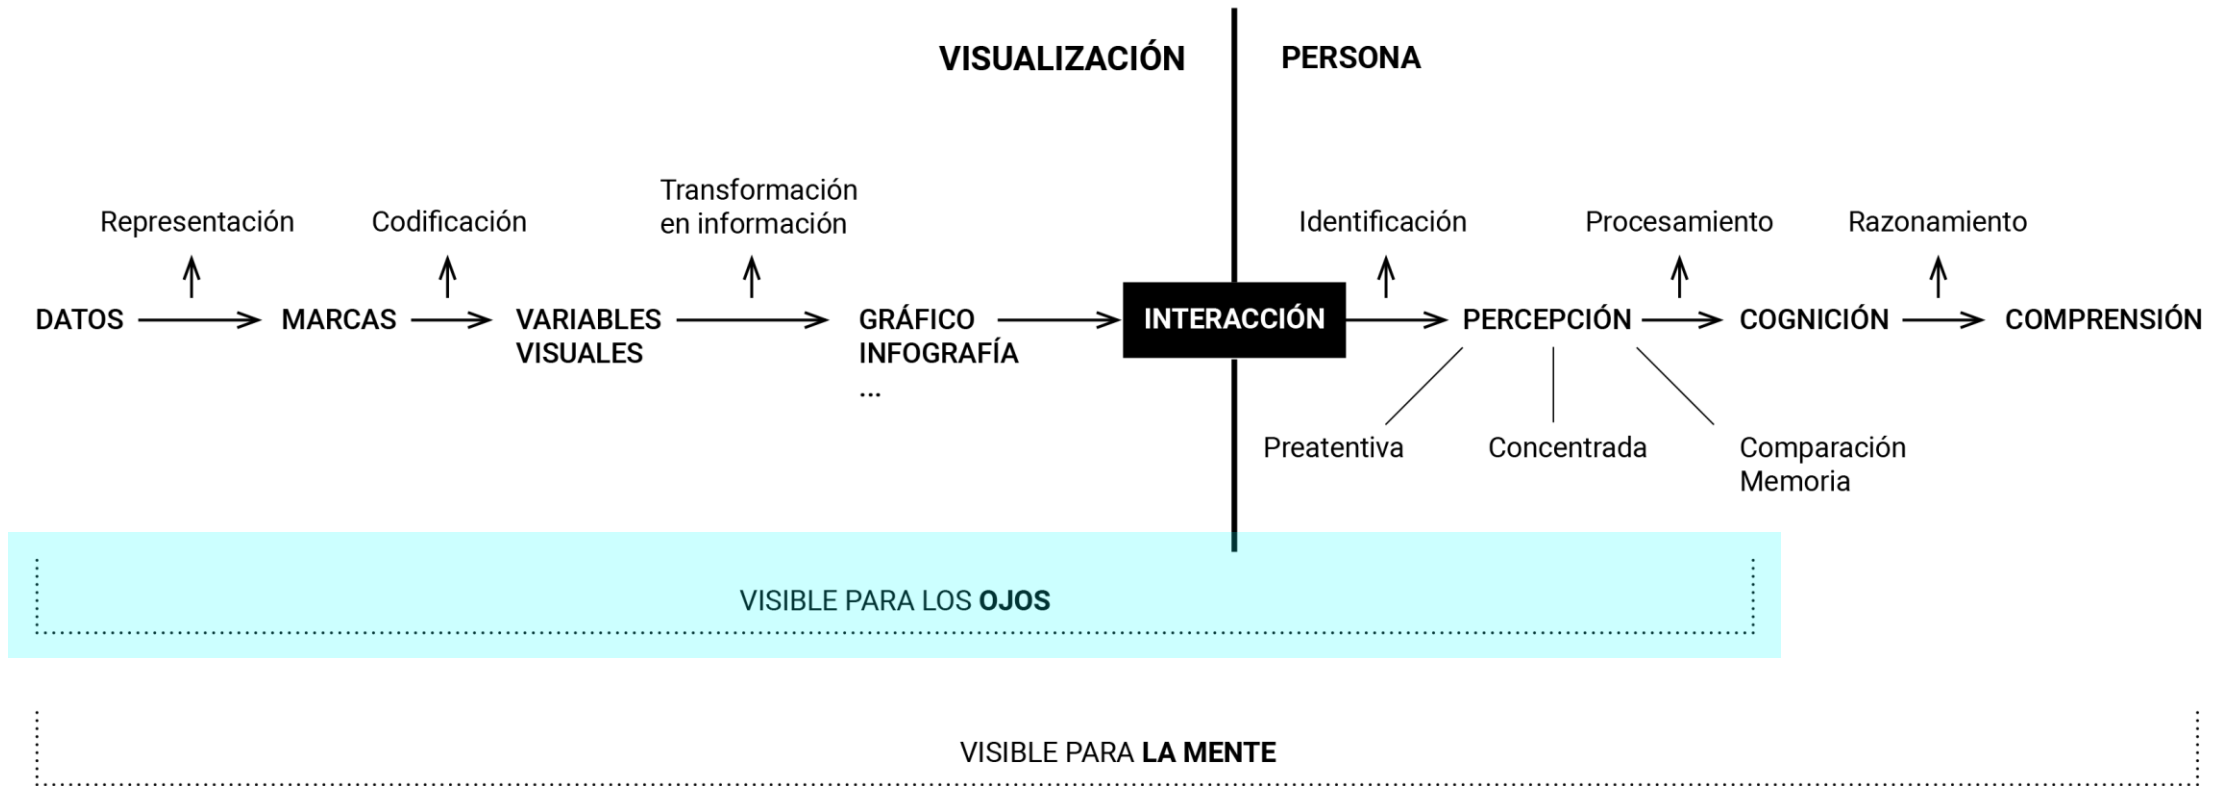 VISUALIZACIÓN
PERSONA
Transformación
en información
Representación
Codificación
Identificación
Procesamiento
Razonamiento
DATOS
MARCAS
VARIABLES
VISUALES
GRÁFICO
INFOGRAFÍA
...
INTERACCIÓN
PERCEPCIÓN
COGNICIÓN
COMPRENSIÓN
Preatentiva
Concentrada
Comparación
Memoria
VISIBLE PARA LOS OJOS
VISIBLE PARA LA MENTE